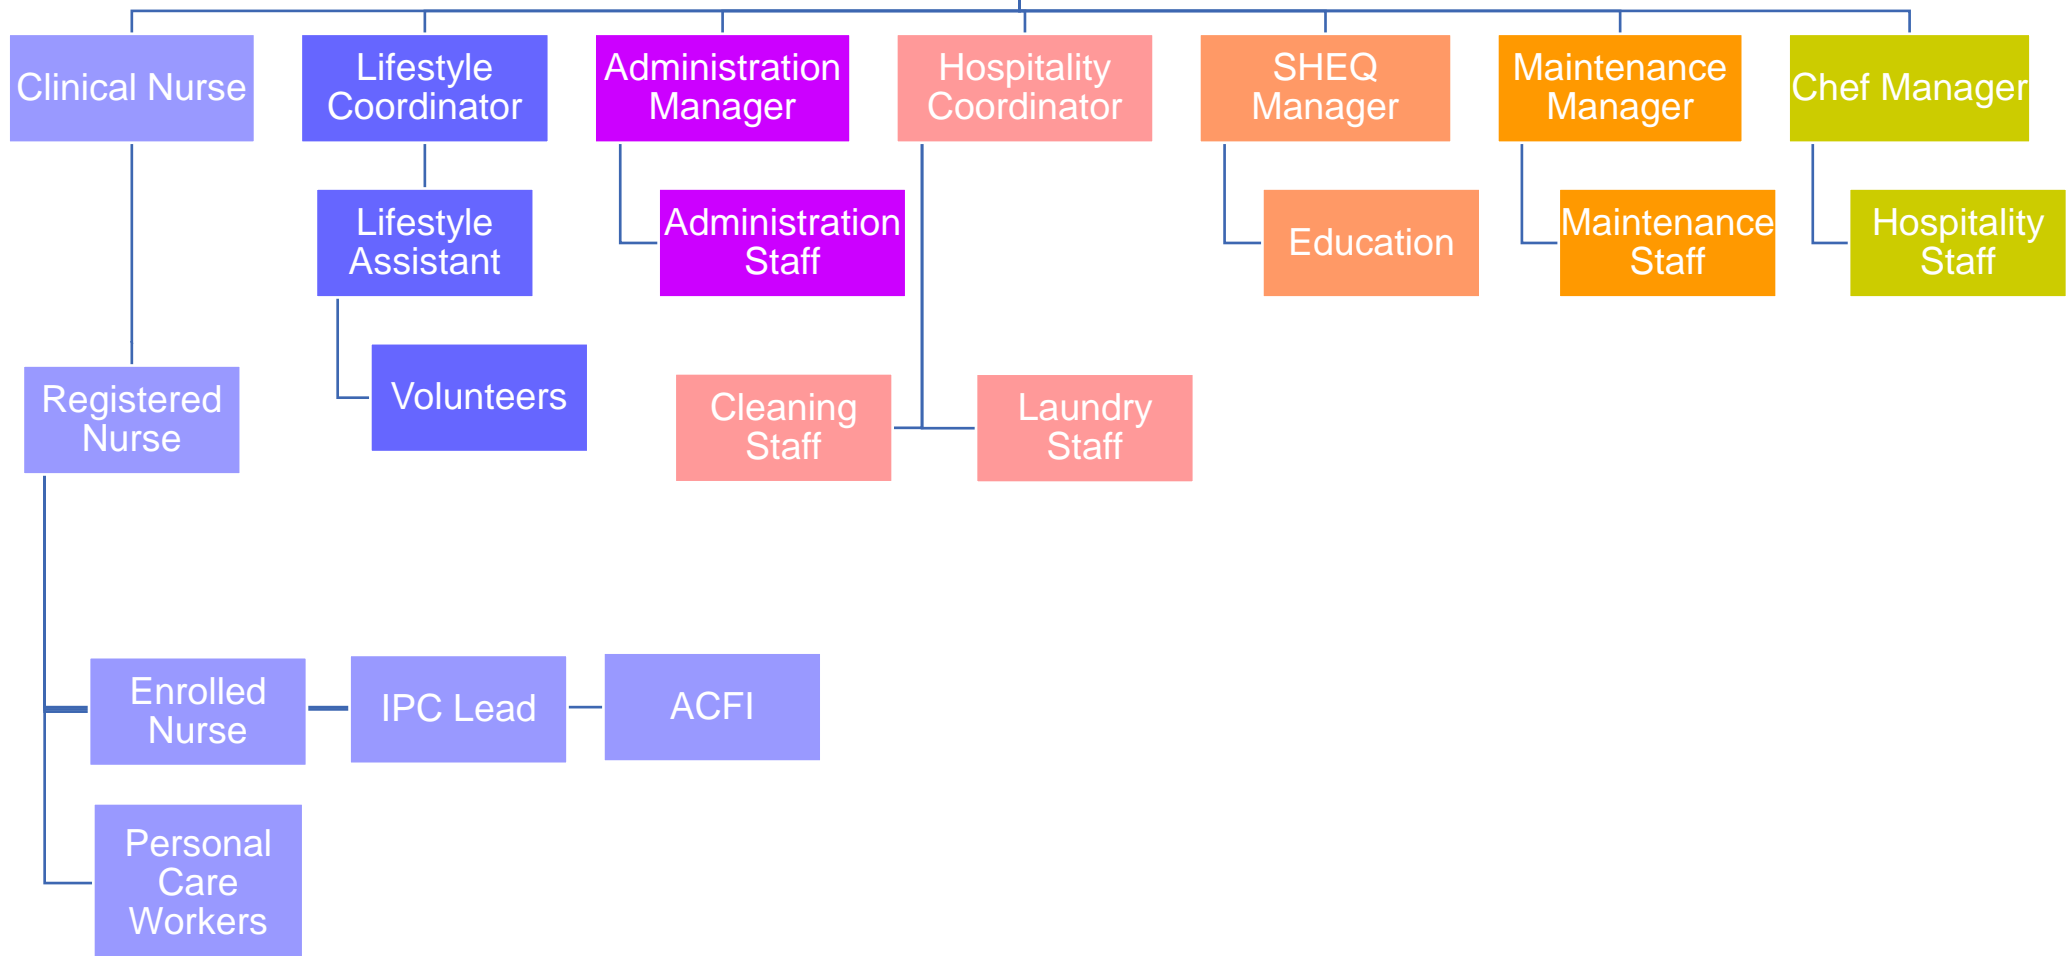 Clinical Nurse
Lifestyle
Coordinator
Administration
Manager
Hospitality
Coordinator
SHEQ
Manager
Maintenance
Manager
Chef Manager
Lifestyle
Assistant
Administration
Staff
Education
Maintenance
Staff
Hospitality
Staff
Registered
Nurse
Volunteers
Cleaning
Staff
Laundry
Staff
Enrolled
Nurse
IPC Lead
ACFI
Personal
Care
Workers